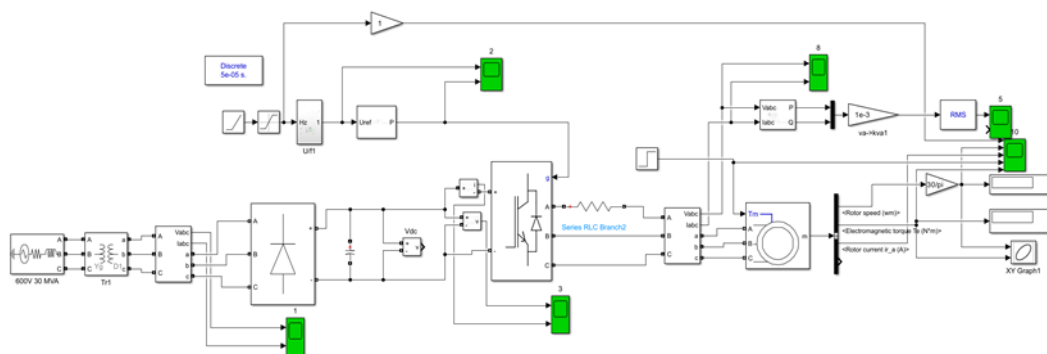 1
Discrete
5e-05 s.
2
8
5
10
Hz
1
U/f1
Uref
P
Vabc
Iabc
P
Q
1e-3
va->kva1
RMS
30/pi
g
A
B
C
+
-
Series RLC Branch2
Vabc
Iabc
A
B
C
a
b
c
Tm
A
B
C
m
<Rotor speed (wm)>
<Electromagnetic torque Te (N*m)>
<Rotor current ir_a (A)>
XY Graph1
A
B
C
600V 30 MVA
A
B
C
a
b
c
Yg
D1
Tr1
A
B
C
Vabc
Iabc
a
b
c
A
B
C
+
-
Vdc
+
-
v
+
-
v
1
3